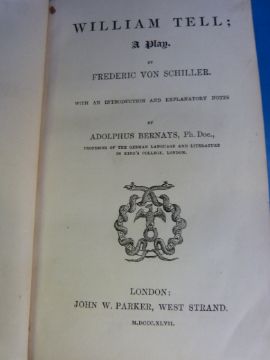 WILLIAM TELL;
A Play.
BY
FREDERIC VON SCHILLER.
WITH AN INTRODUCTION AND EXPLANATORY NOTES
BY
ADOLPHUS BERNAYS, Ph. Doc.,
PROFESSOR OF THE GERMAN LANGUAGE AND LITERATURE
IN KING'S COLLEGE, LONDON.
LONDON:
JOHN W. PARKER, WEST STRAND.
M.DCCC.XLVII.